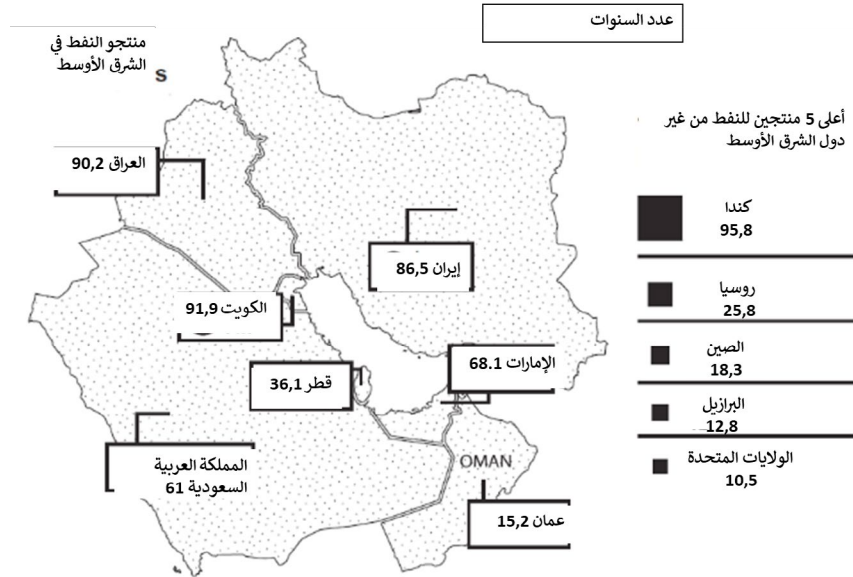 عدد السنوات
منتجو النفط في
الشرق الأوسط
S
العراق 90,2
إيران 86,5
الكويت 91,9
الإمارات 68.1
قطر 36,1
المملكة العربية
السعودية 61
OMAN
عمان 15,2
أعلى 5 منتجين للنفط من غير
دول الشرق الأوسط
كندا
95,8
روسيا
25,8
الصين
18,3
البرازيل
12,8
الولايات المتحدة
10,5